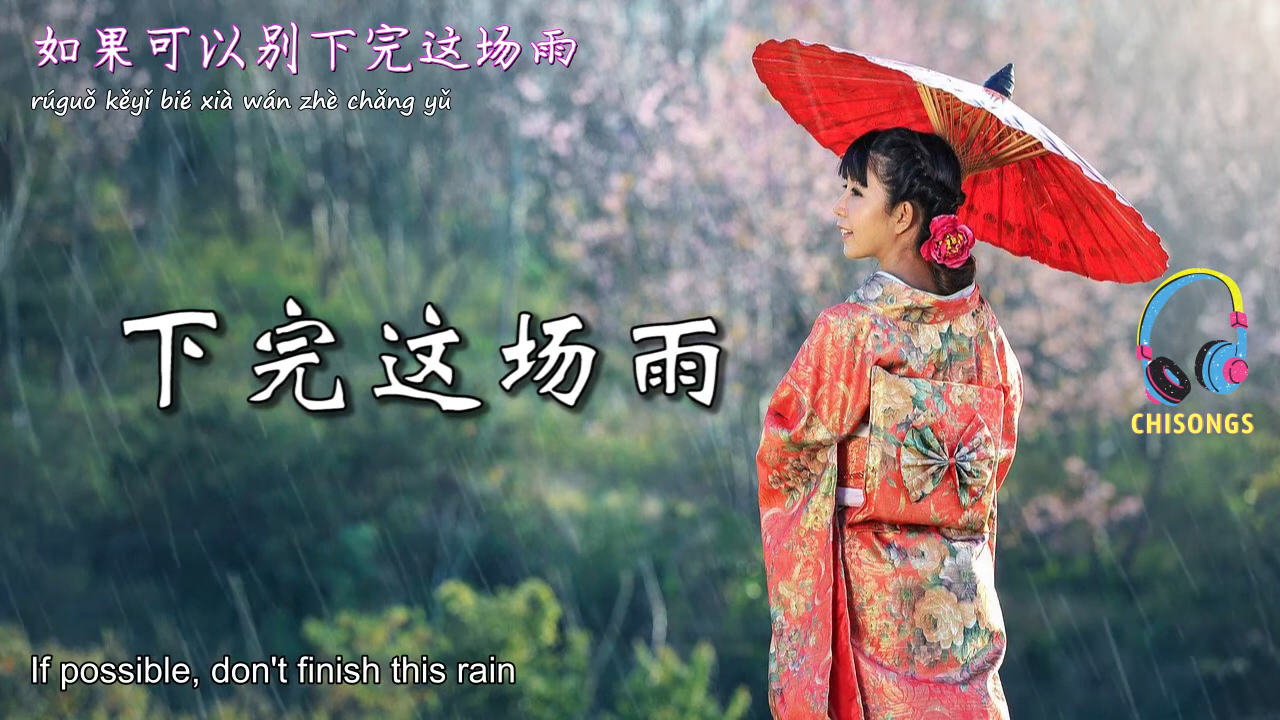 如果可以别下完这场雨
rúguǒ kěyǐ bié xià wán zhè chǎng yǔ
下完这场雨
CHISONGS
If possible, don't finish this rain